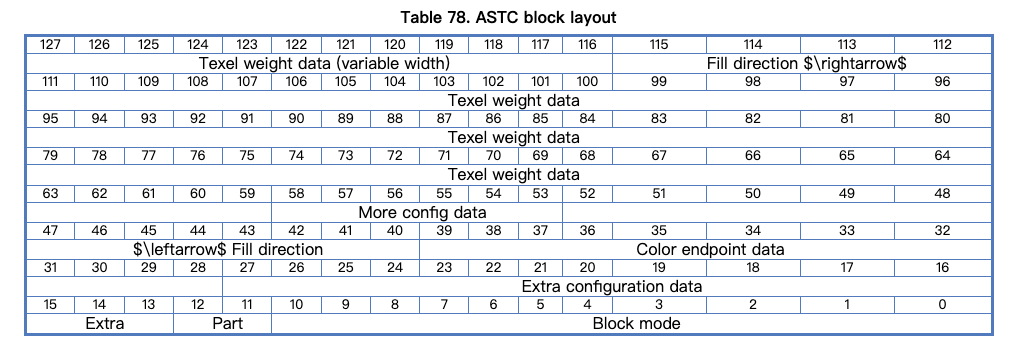 Table 78. ASTC block layout
127 126 125 124 123 122 121 120 119 118 117 116 115 114 113 112
Texel weight data (variable width) Fill direction $\rightarrow$
111 110 109 108 107 106 105 104 103 102 101 100 99 98 97 96
Texel weight data
95 94 93 92 91 90 89 88 87 86 85 84 83 82 81 80
Texel weight data
79 78 77 76 75 74 73 72 71 70 69 68 67 66 65 64
Texel weight data
63 62 61 60 59 58 57 56 55 54 53 52 51 50 49 48
More config data
47 46 45 44 43 42 41 40 39 38 37 36 35 34 33 32
$\leftarrow$ Fill direction Color endpoint data
31 30 29 28 27 26 25 24 23 22 21 20 19 18 17 16
Extra configuration data
15 14 13 12 11 10 9 8 7 6 5 4 3 2 1 0
Extra Part Block mode